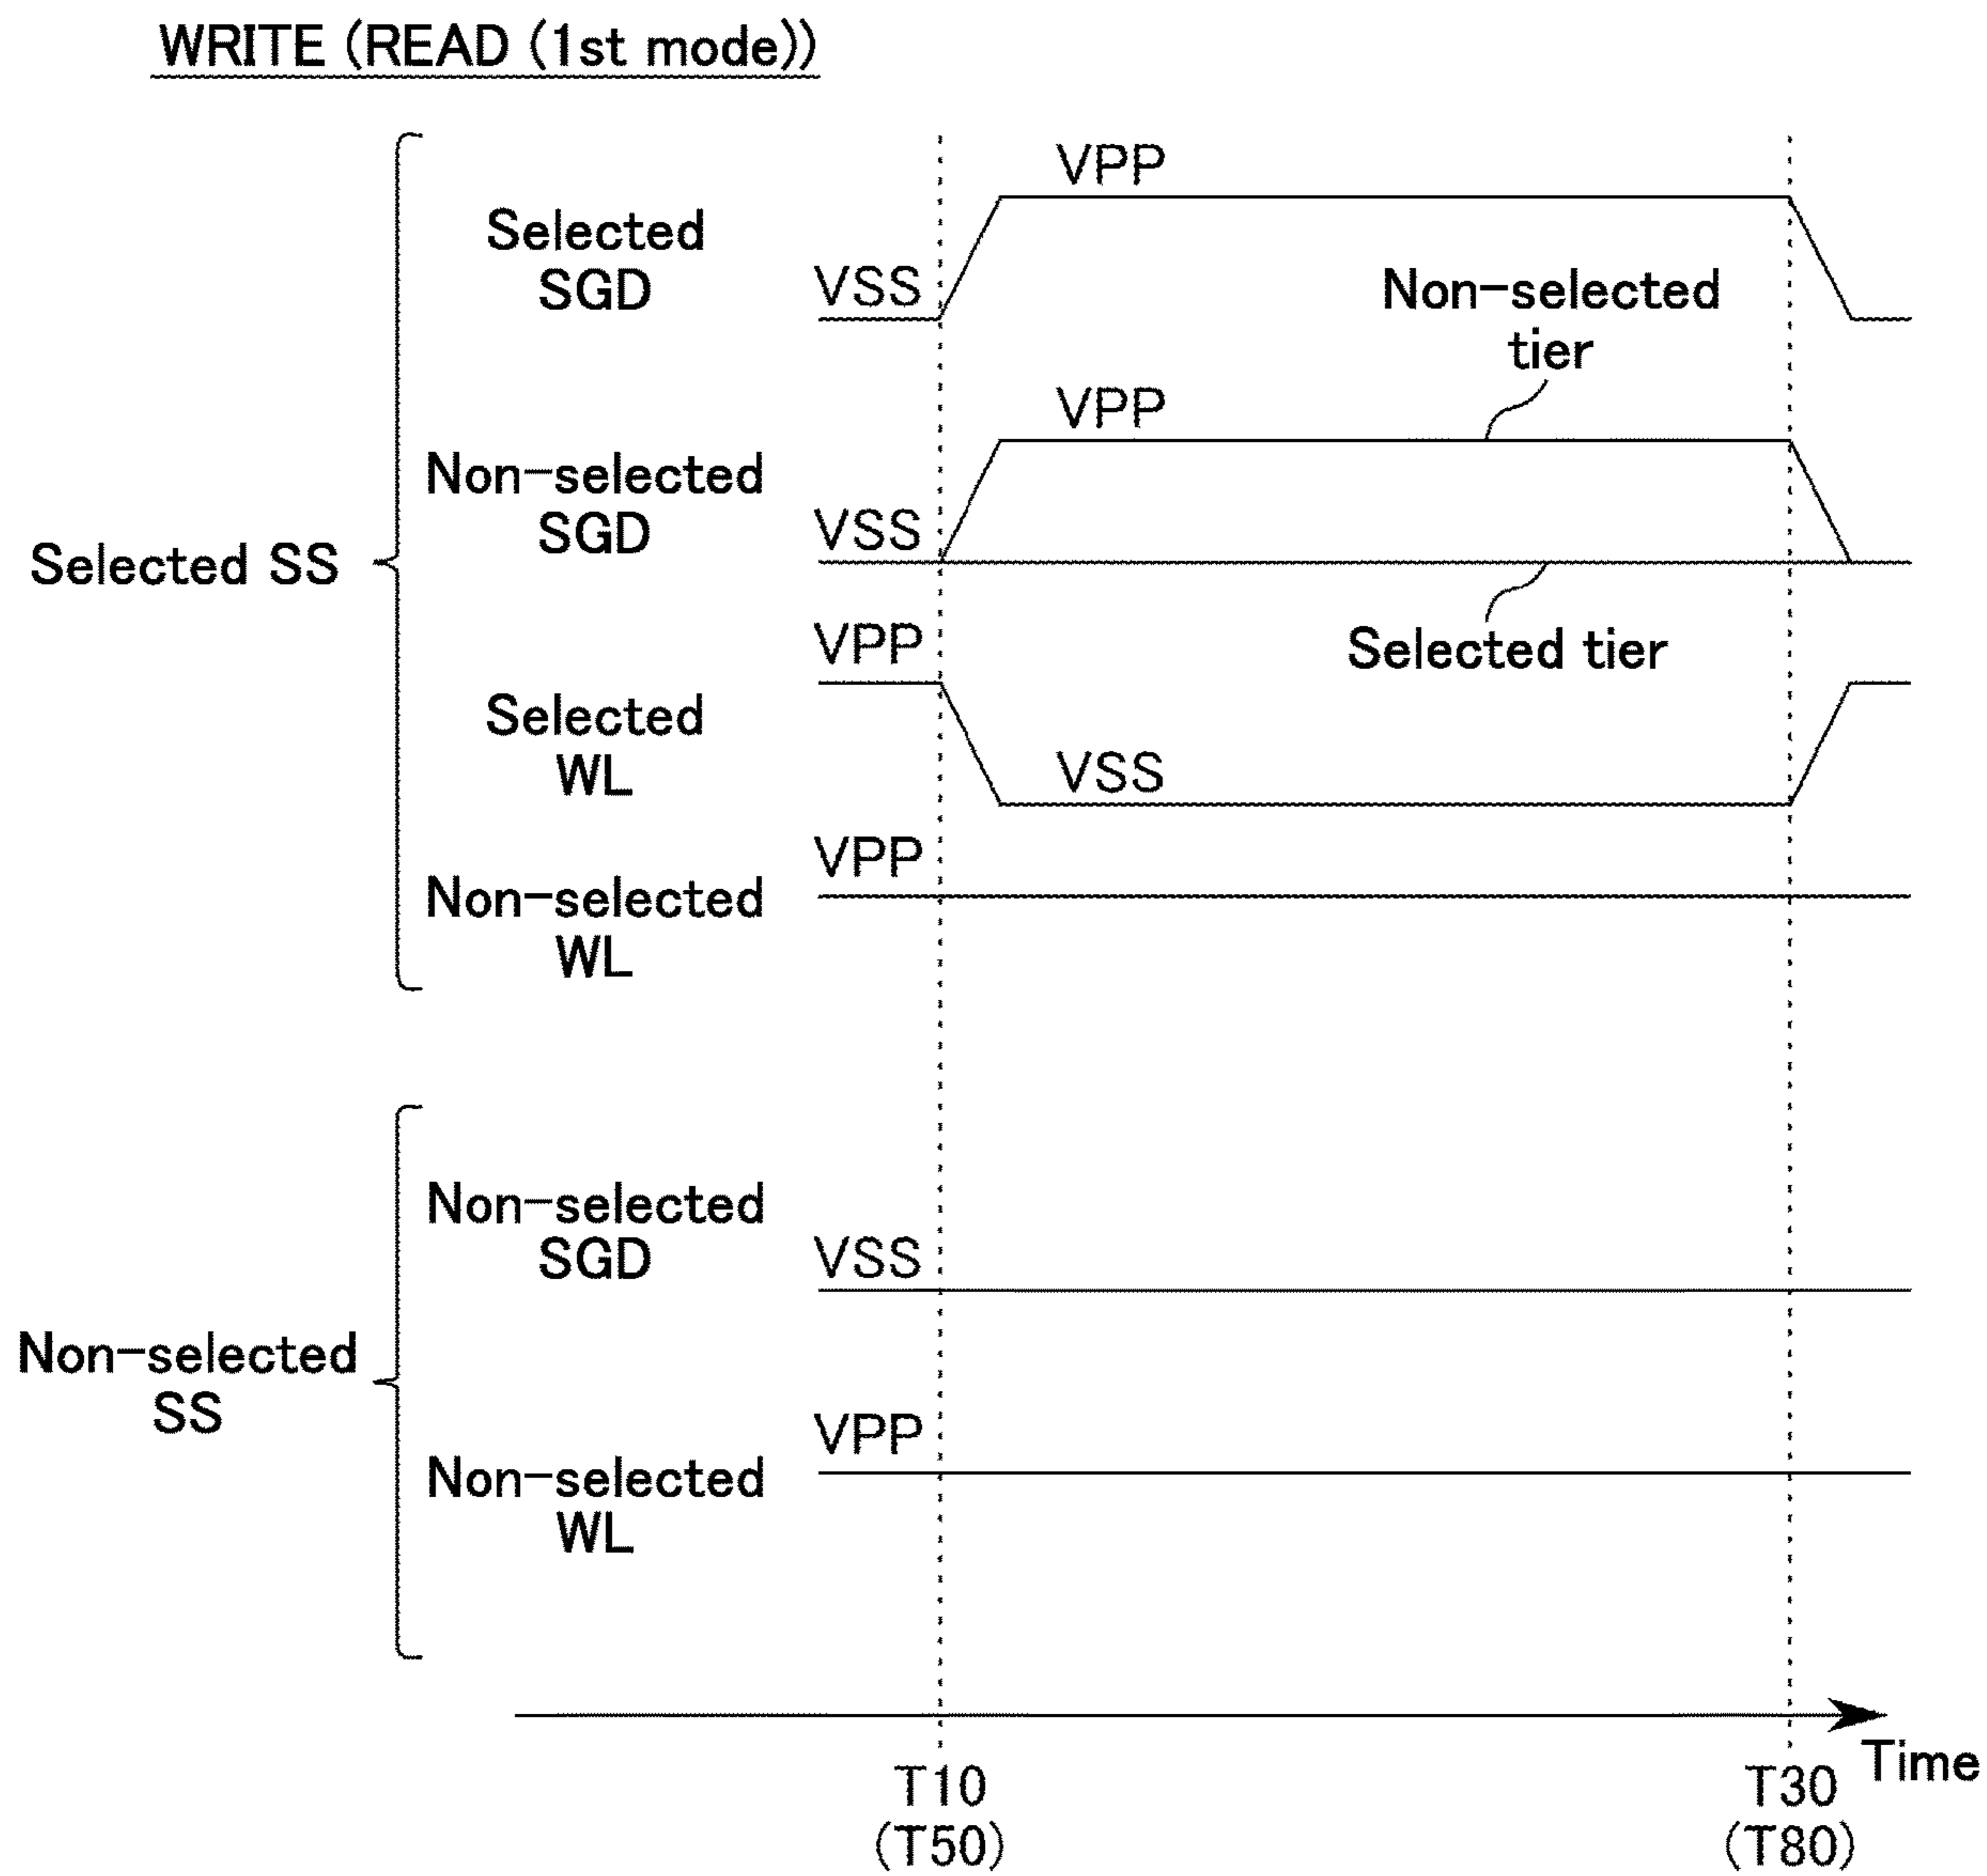 WRITE (READ (1st mode))
VPP
Selected
SGD
VSS
Non-selected
tier
VPP
Non-selected
SGD
VSS
Selected SS
VPP
Selected tier
Selected
WL
VSS
VPP
Non-selected
WL
Non-selected
SGD
VSS
Non-selected
SS
VPP
Non-selected
WL
Time
T10
(T50)
T30
(T80)